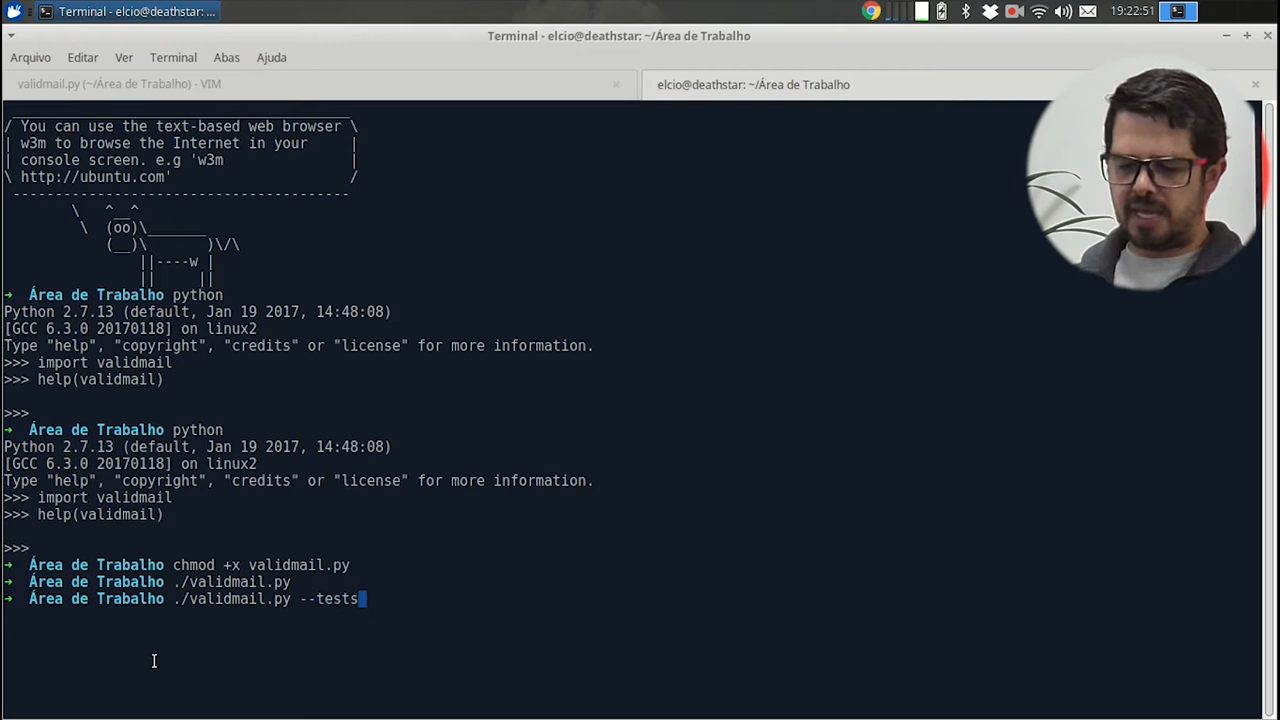 Terminal - elcio@deathstar: ...
19:22:51
Terminal - elcio@deathstar: ~/Área de Trabalho
Arquivo Editar Ver Terminal Abas Ajuda
validmail.py (~/Área de Trabalho) - VIM
elcio@deathstar: ~/Área de Trabalho
/ You can use the text-based web browser \
| w3m to browse the Internet in your |
| console screen. e.g 'w3m |
\ http://ubuntu.com' /
----------------------------------------
\ ^__^
\ (oo)\_______
(__)\ )\/\
||----w |
|| ||
➜ Área de Trabalho python
Python 2.7.13 (default, Jan 19 2017, 14:48:08)
[GCC 6.3.0 20170118] on linux2
Type "help", "copyright", "credits" or "license" for more information.
>>> import validmail
>>> help(validmail)
>>>
➜ Área de Trabalho python
Python 2.7.13 (default, Jan 19 2017, 14:48:08)
[GCC 6.3.0 20170118] on linux2
Type "help", "copyright", "credits" or "license" for more information.
>>> import validmail
>>> help(validmail)
>>>
➜ Área de Trabalho chmod +x validmail.py
➜ Área de Trabalho ./validmail.py
➜ Área de Trabalho ./validmail.py --tests